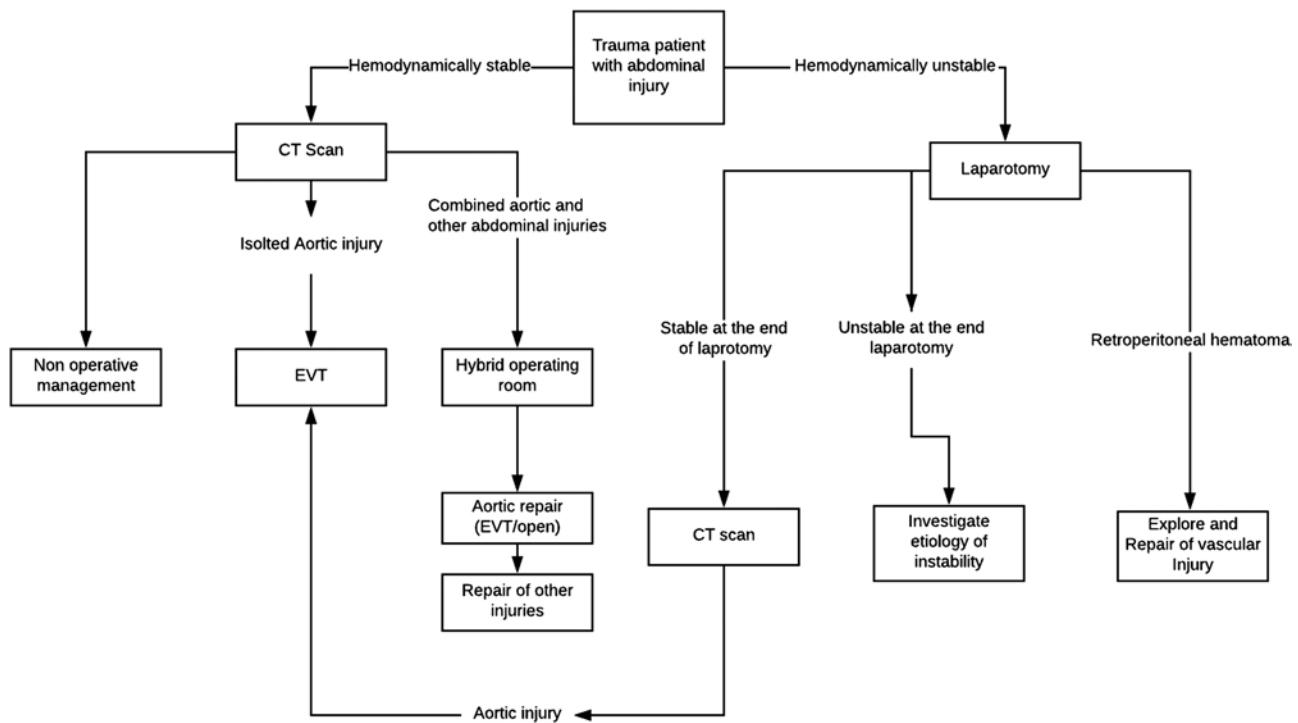 Trauma patient
with abdominal
injury
Hemodynamically stable
Hemodynamically unstable
CT Scan
Laparotomy
Combined aortic and
other abdominal injuries
Isolted Aortic injury
Stable at the end
of laprotomy
Unstable at the end
laparotomy
Retroperitoneal hematoma
Non operative
management
EVT
Hybrid operating
room
Aortic repair
(EVT/open)
CT scan
Investigate
etiology of
instability
Explore and
Repair of vascular
Injury
Repair of other
injuries
Aortic injury